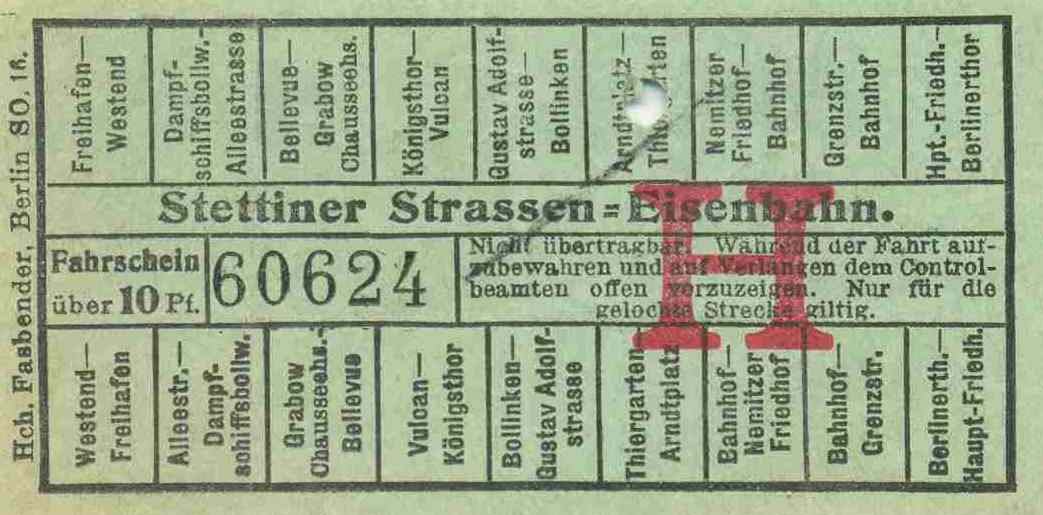 Hch. Fasbender, Berlin SO. 16.
Freihafen—
Westend
Dampf-
schiffsbollw.-
Alleestrasse
Bellevue—
Grabow
Chausseehs.
Königsthor—
Vulcan
Gustav Adolf-
strasse—
Bollinken
Arndtplatz—
Thiergarten
Nemitzer
Friedhof—
Bahnhof
Grenzstr.—
Bahnhof
Hpt.-Friedh.—
Berlinerthor
Stettiner Strassen=Eisenbahn.
Fahrschein
über 10 Pf.
60624
Nicht übertragbar. Während der Fahrt auf-
zubewahren und auf Verlangen dem Control-
beamten offen vorzuzeigen. Nur für die
gelochte Strecke giltig.
H
Westend—
Freihafen
Alleestr.—
Dampf-
schiffsbollw.
Grabow
Chausseehs.-
Bellevue
Vulcan—
Königsthor
Bollinken—
Gustav Adolf-
strasse
Thiergarten
Arndtplatz
Bahnhof—
Nemitzer
Friedhof
Bahnhof—
Grenzstr.
Berlinerth.—
Haupt-Friedh.